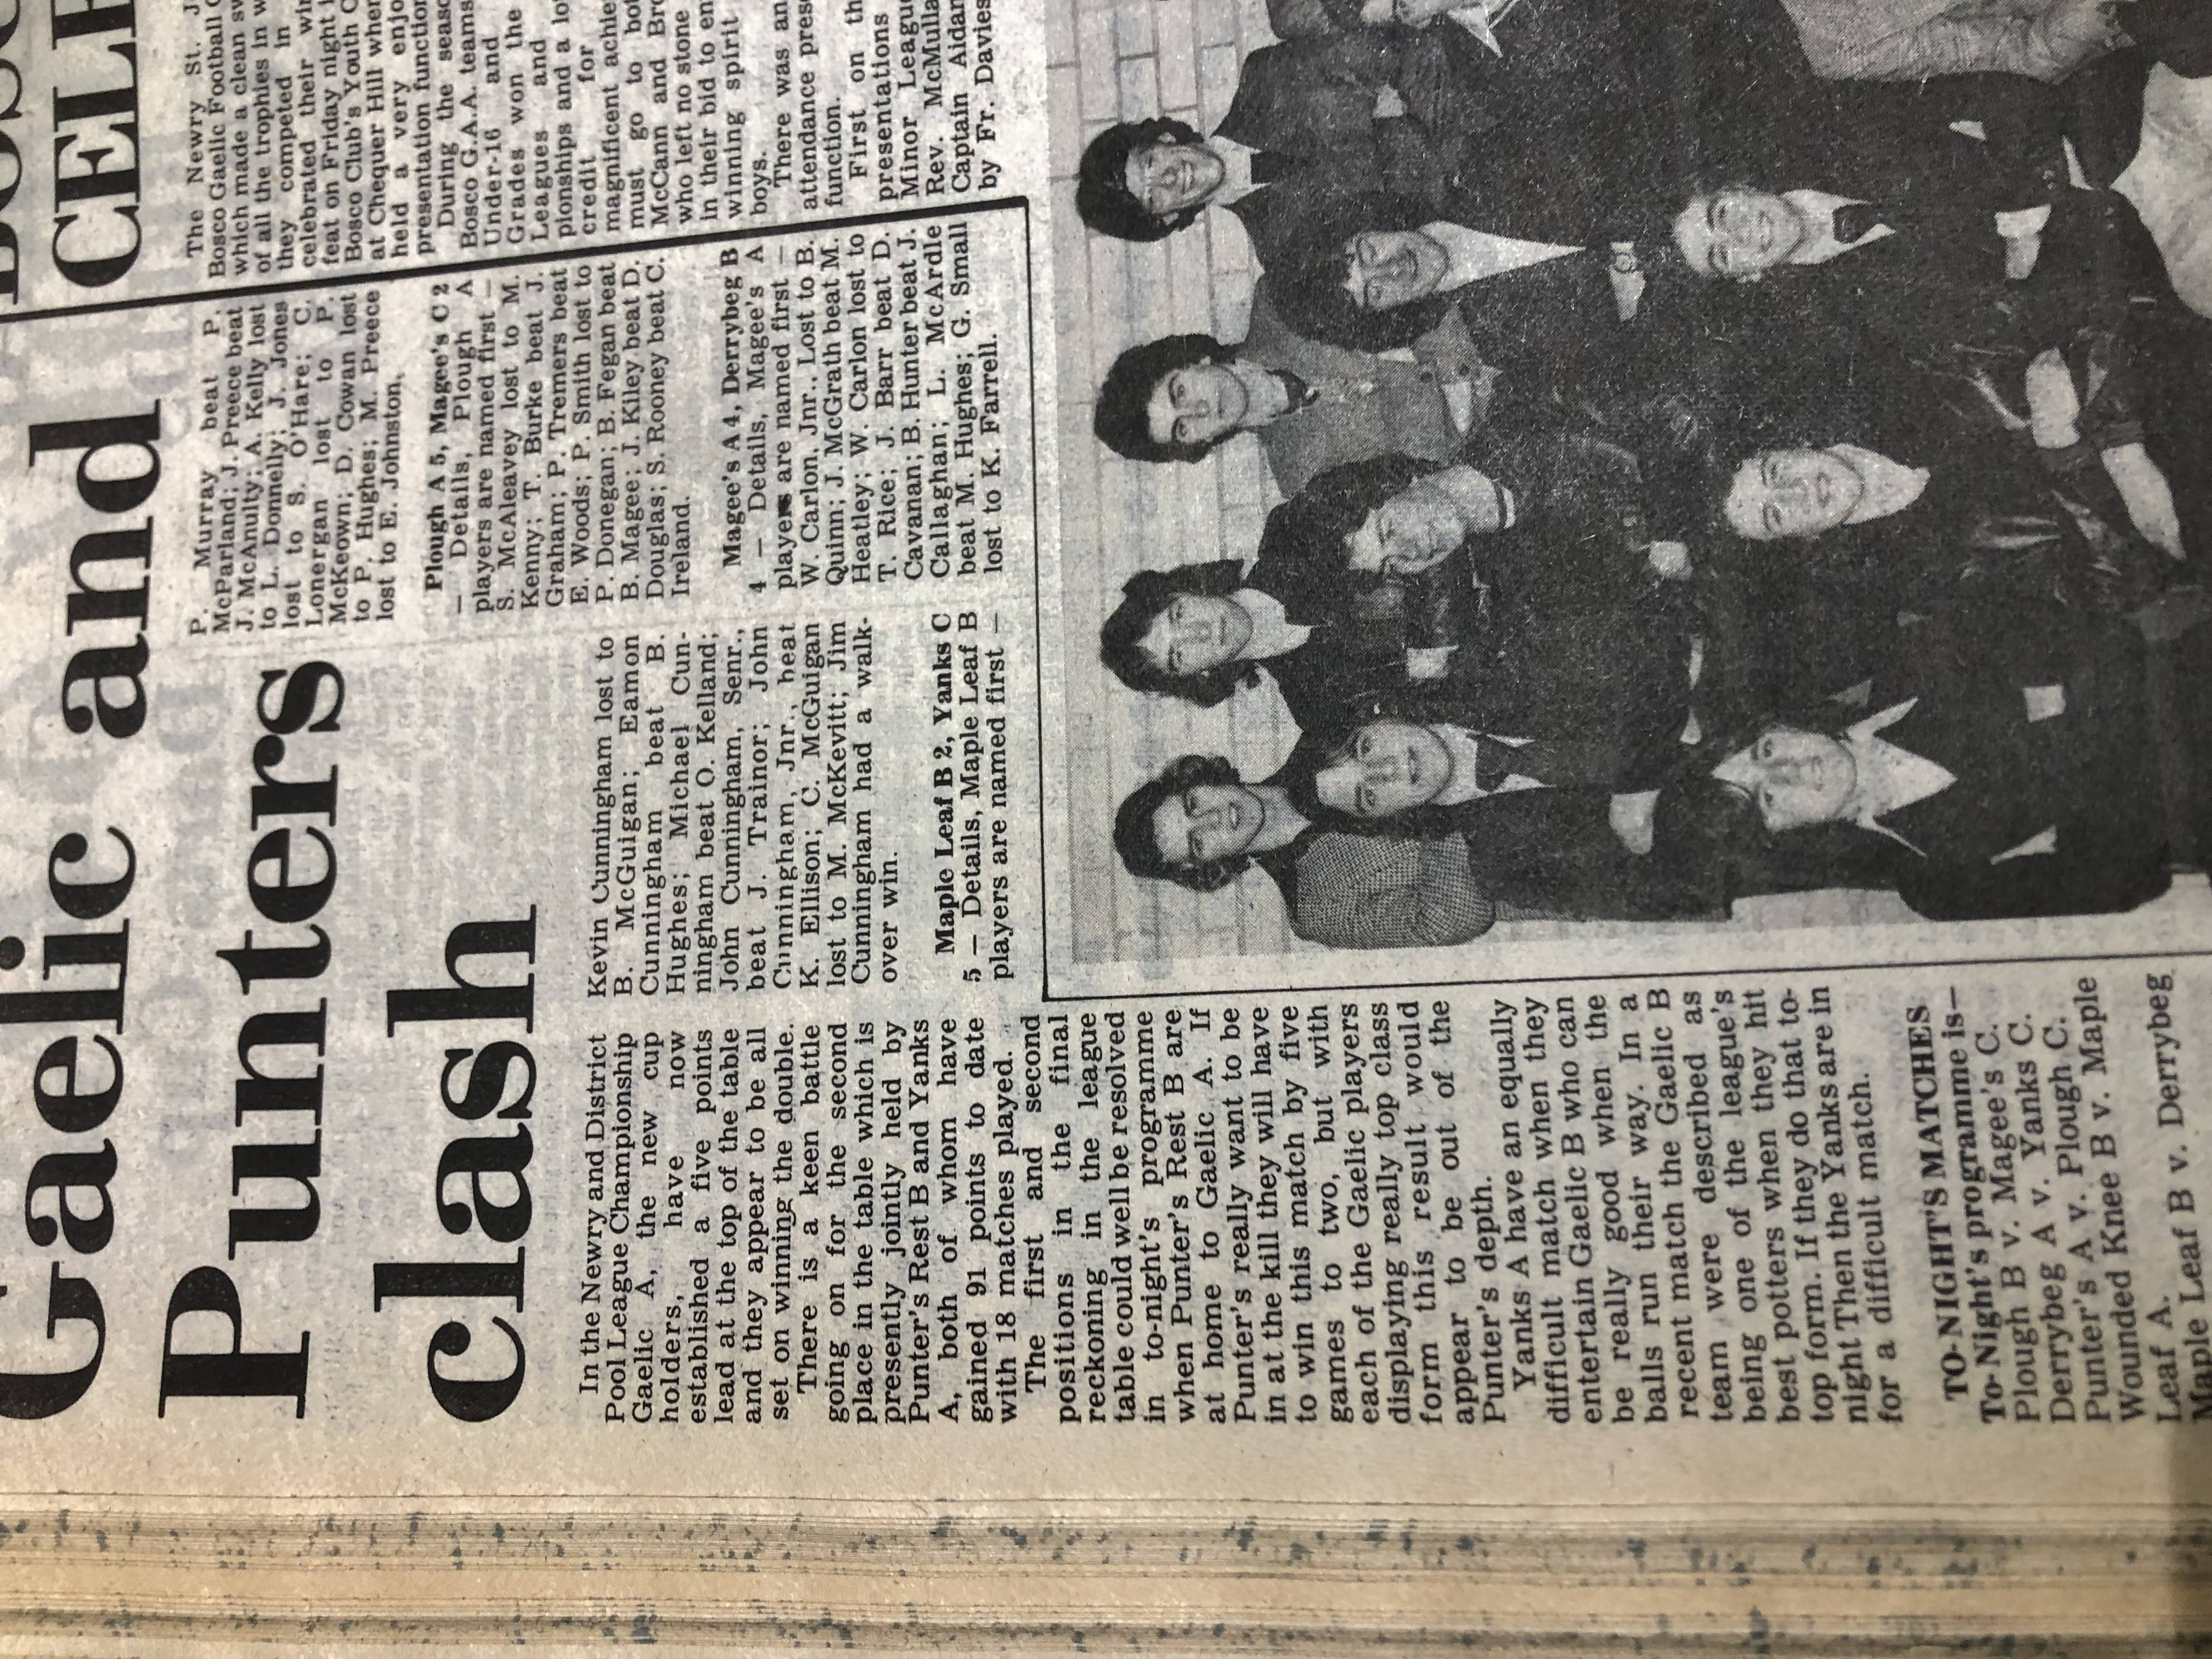 Gaelic and
Punters
clash
In the Newry and District
Pool League Championship
Gaelic A, the new cup
holders, have now
established a five points
lead at the top of the table
and they appear to be all
set on winning the double.
There is a keen battle
going on for the second
place in the table which is
presently jointly held by
Punter's Rest B and Yanks
A, both of whom have
gained 91 points to date
with 18 matches played.
The first and second
positions in the final
reckoning in the league
table could well be resolved
in to-night's programme
when Punter's Rest B are
at home to Gaelic A. If
Punter's really want to be
in at the kill they will have
to win this match by five
games to two, but with
each of the Gaelic players
displaying really top class
form this result would
appear to be out of the
Punter's depth.
Yanks A have an equally
difficult match when they
entertain Gaelic B who can
be really good when the
balls run their way. In a
recent match the Gaelic B
team were described as
being one of the league's
best potters when they hit
top form. If they do that to-
night Then the Yanks are in
for a difficult match.
TO-NIGHT'S MATCHES
To-Night's programme is—
Plough B v. Magee's C.
Derrybeg A v. Yanks C.
Punter's A v. Plough C.
Wounded Knee B v. Maple
Leaf A.
Maple Leaf B v. Derrybeg
Kevin Cunningham lost to
B. McGuigan; Eamon
Cunningham beat B.
Hughes; Michael Cun-
ningham beat O. Kelland;
John Cunningham, Senr.,
beat J. Trainor; John
Cunningham, Jnr., beat
K. Ellison; C. McGuigan
lost to M. McKevitt; Jim
Cunningham had a walk-
over win.
Maple Leaf B 2, Yanks C
5 — Details, Maple Leaf B
players are named first —
P. Murray beat P.
McParland; J. Preece beat
J. McAnulty; A. Kelly lost
to L. Donnelly; J. Jones
lost to S. O'Hare; C.
Lonergan lost to P.
McKeown; D. Cowan lost
to P. Hughes; M. Preece
lost to E. Johnston.
Plough A 5, Magee's C 2
— Details, Plough A
players are named first —
S. McAleavey lost to M.
Kenny; T. Burke beat J.
Graham; P. Tremers beat
E. Woods; P. Smith lost to
P. Donegan; B. Fegan beat
B. Magee; J. Kiley beat D.
Douglas; S. Rooney beat C.
Ireland.
Magee's A 4, Derrybeg B
4 — Details, Magee's A
players are named first —
W. Carlon, Jnr., Lost to B.
Quinn; J. McGrath beat M.
Heatley; W. Carlon lost to
T. Rice; J. Barr beat D.
Cavanan; B. Hunter beat J.
Callaghan; L. McArdle
beat M. Hughes; G. Small
lost to K. Farrell.
The Newry St.
Bosco Gaelic Football
which made a clean
of all the trophies in
they competed in
celebrated their
feat on Friday night
Bosco Club's Youth
at Chequer Hill
held a very
presentation function
During the
Bosco G.A.A. teams
Under-16 and
Grades won the
Leagues and
pionships and a
credit for
magnificent
must go to
McCann and
who left no stone
in their bid to
winning spirit
boys.
There was an
attendance
function.
First on
presentations
Minor
Rev.
Captain Aidan
by Fr. Davies